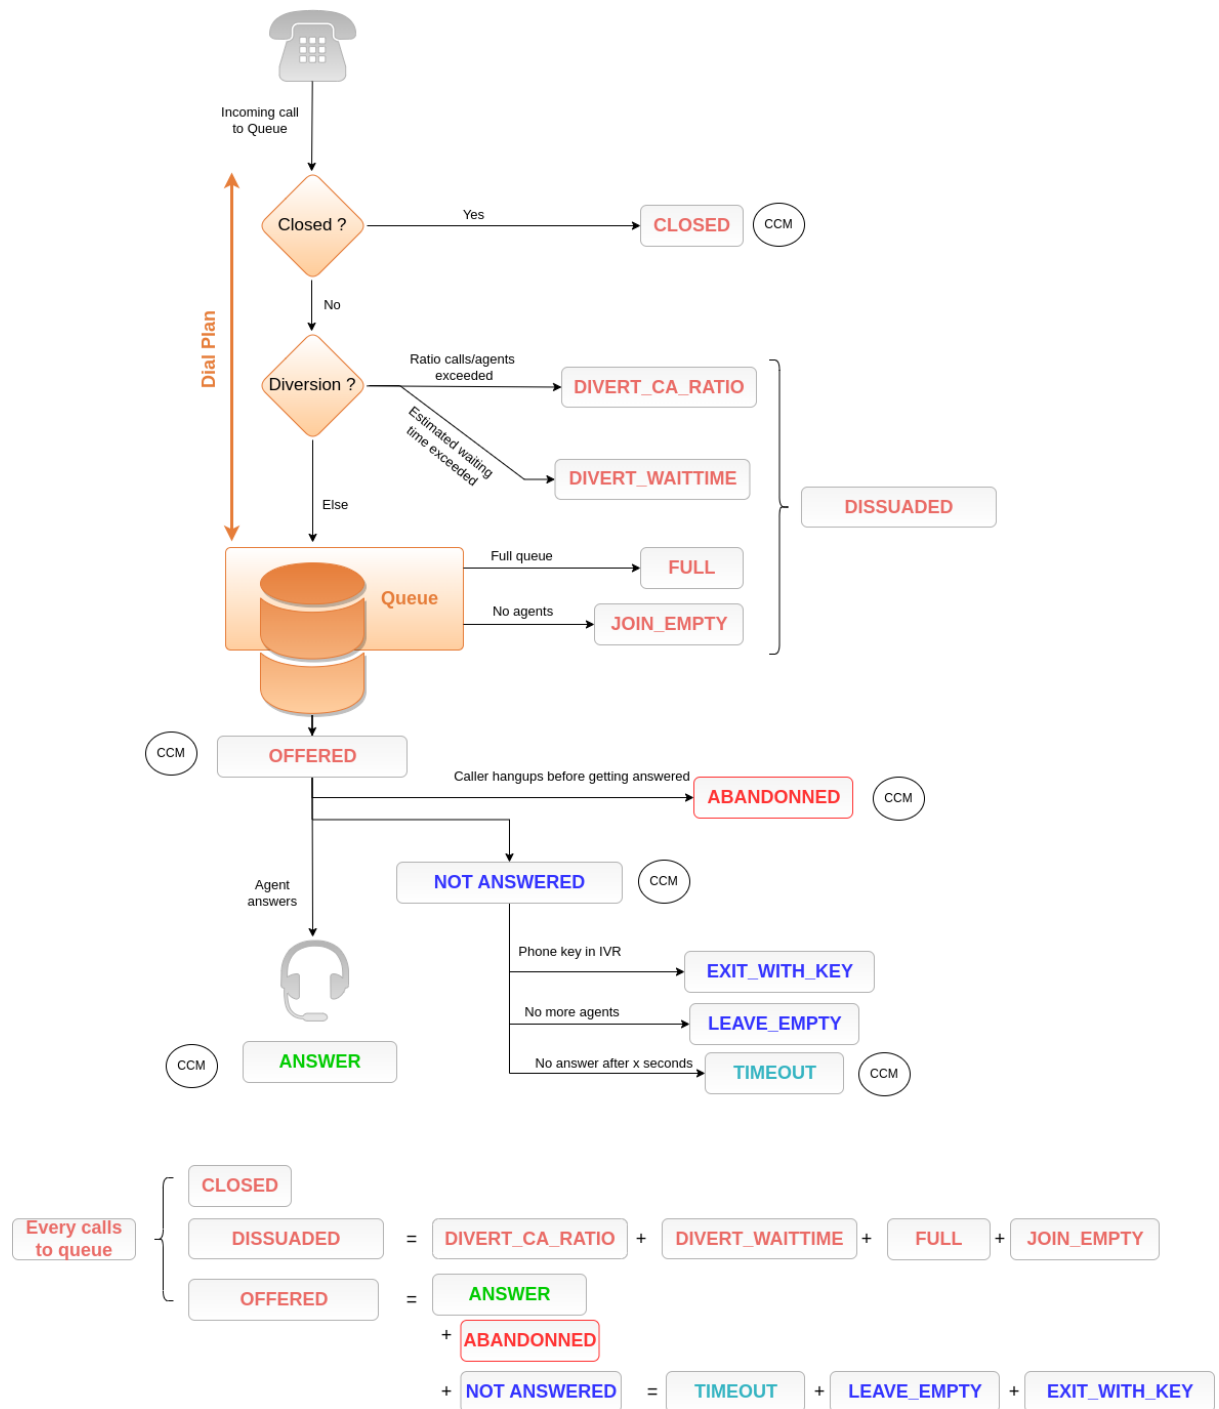 Incoming call
to Queue
Closed ?
Yes
CLOSED
CCM
No
Dial Plan
Diversion ?
Ratio calls/agents
exceeded
DIVERT_CA_RATIO
Estimated waiting
time exceeded
DIVERT_WAITTIME
DISSUADED
Else
Queue
Full queue
FULL
No agents
JOIN_EMPTY
CCM
OFFERED
Caller hangups before getting answered
ABANDONNED
CCM
NOT ANSWERED
CCM
Agent
answers
Phone key in IVR
EXIT_WITH_KEY
No more agents
LEAVE_EMPTY
No answer after x seconds
TIMEOUT
CCM
CCM
ANSWER
Every calls
to queue
CLOSED
DISSUADED = DIVERT_CA_RATIO + DIVERT_WAITTIME + FULL + JOIN_EMPTY
OFFERED = ANSWER
+ ABANDONNED
+ NOT ANSWERED = TIMEOUT + LEAVE_EMPTY + EXIT_WITH_KEY